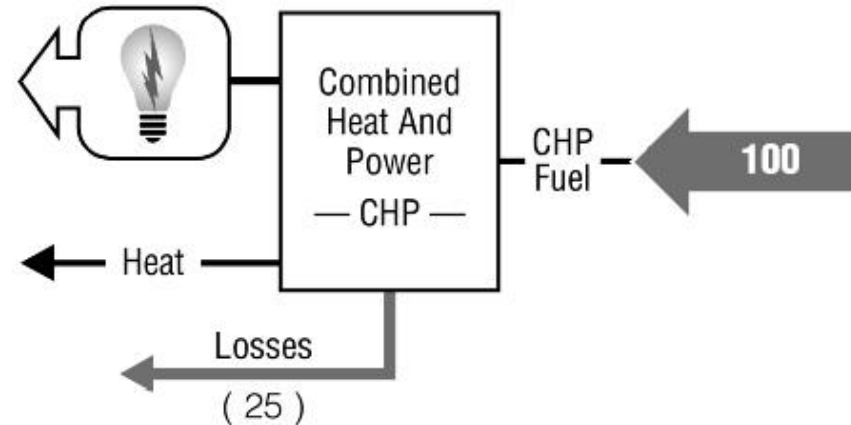 Combined
Heat And
Power
— CHP —
CHP
Fuel
100
Heat
Losses
( 25 )